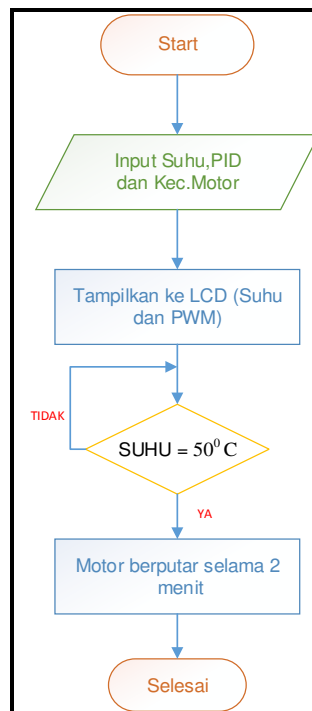 Start
Input Suhu,PID
dan Kec.Motor
Tampilkan ke LCD (Suhu
dan PWM)
TIDAK
SUHU = 50⁰ C
YA
Motor berputar selama 2
menit
Selesai